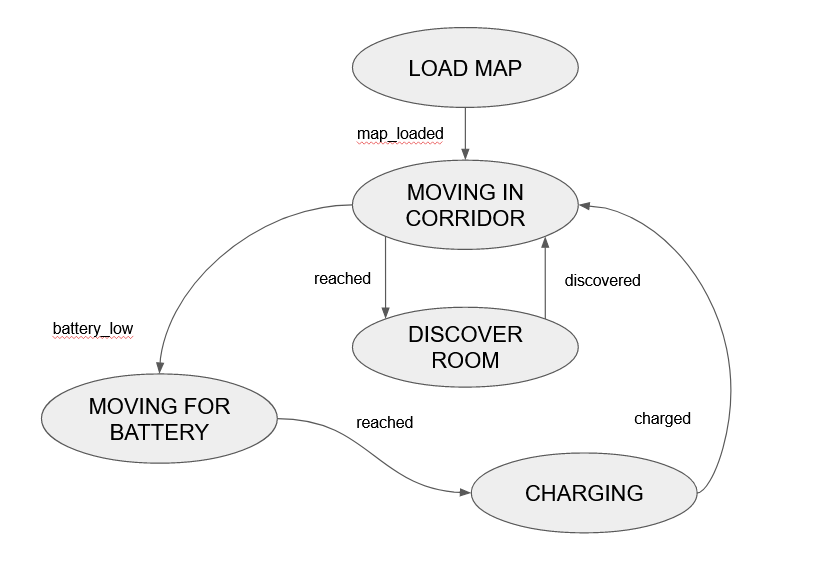 LOAD MAP
map_loaded
MOVING IN
CORRIDOR
reached
discovered
battery_low
DISCOVER
ROOM
MOVING FOR
BATTERY
reached
charged
CHARGING